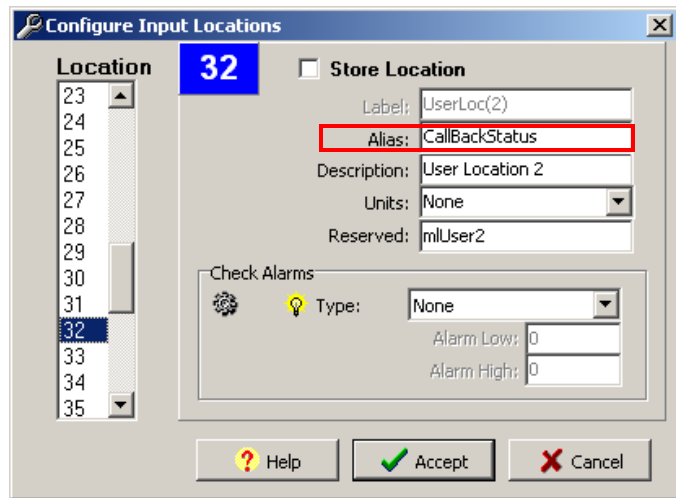 Configure Input Locations
Location
32
Store Location
23
24
25
26
27
28
29
30
31
32
33
34
35
Label: UserLoc(2)
Alias: CallBackStatus
Description: User Location 2
Units: None
Reserved: mlUser2
Check Alarms
Type: None
Alarm Low: 0
Alarm High: 0
? Help
Accept
Cancel